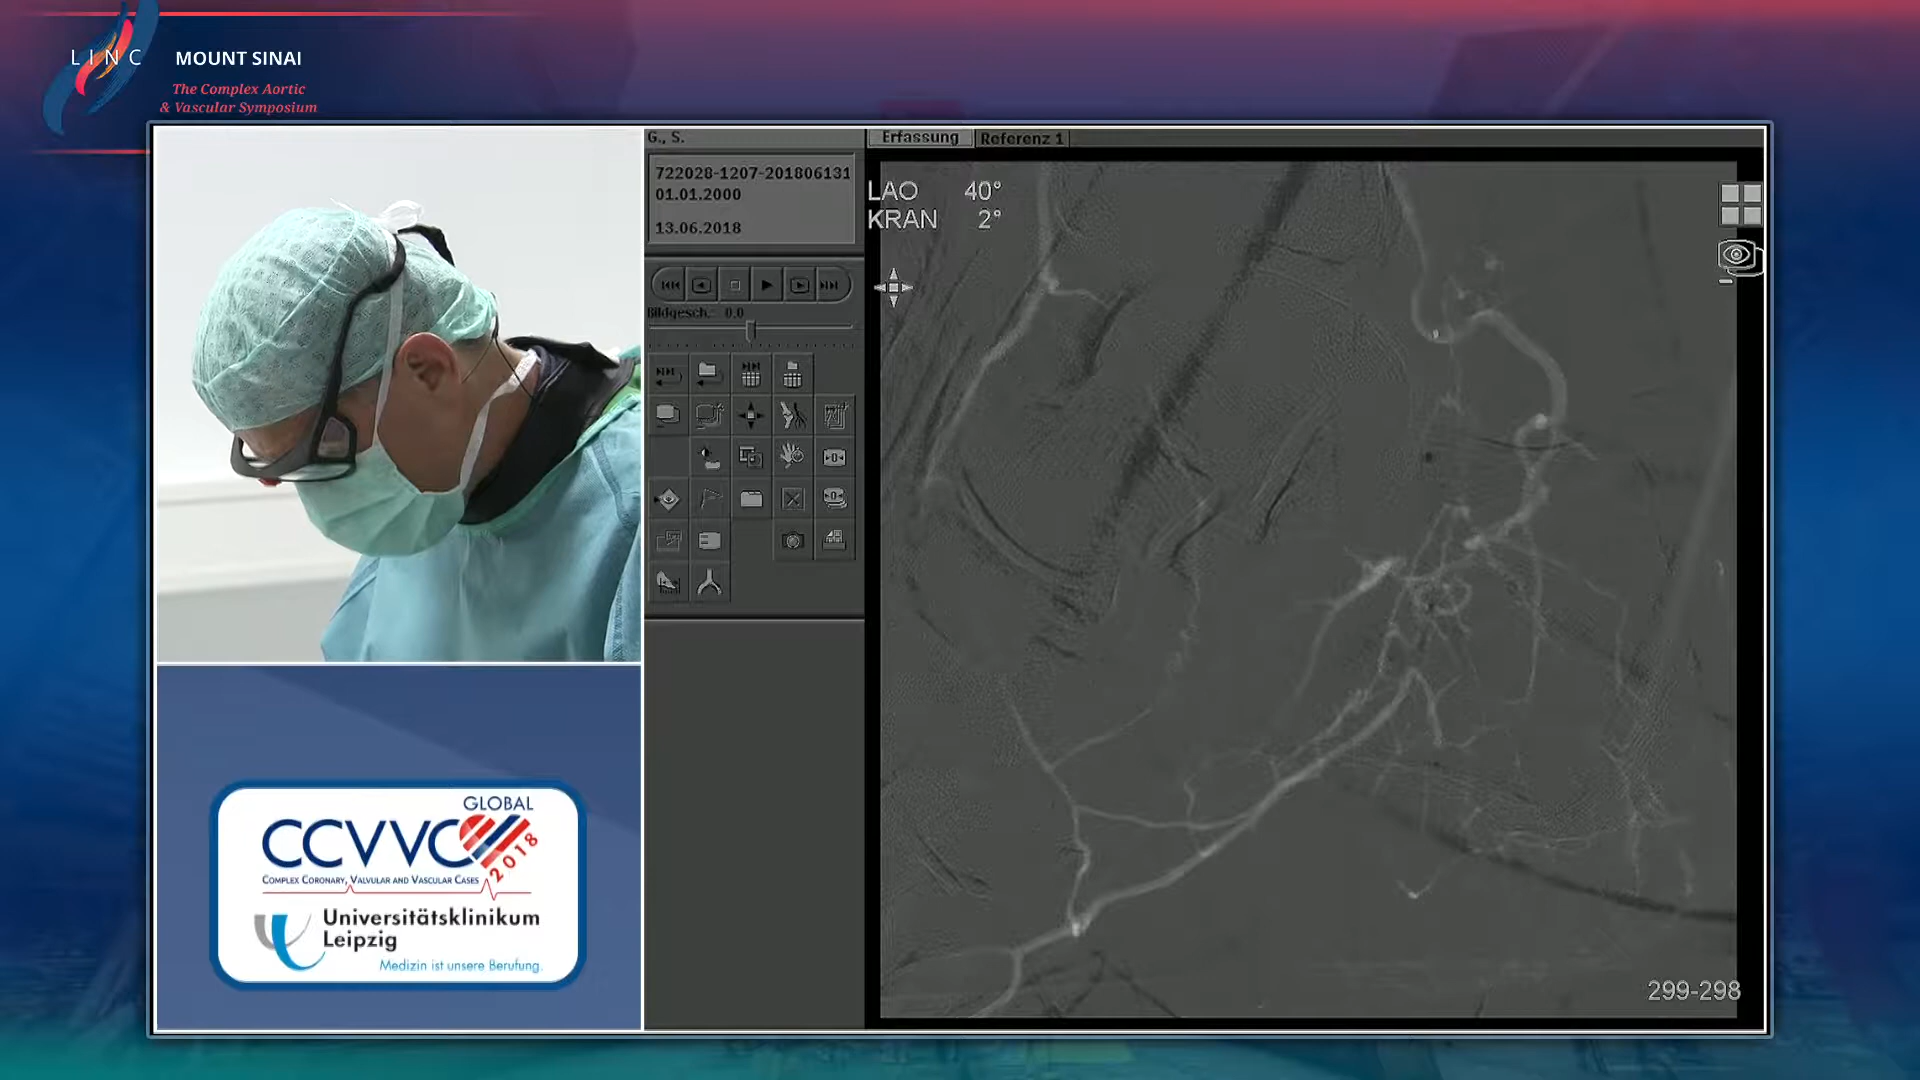 LINC
MOUNT SINAI
The Complex Aortic
& Vascular Symposium
G., S.
722028-1207-201806131
01.01.2000
13.06.2018
Bildgesch.: 0.0
Erfassung
Referenz 1
LAO 40°
KRAN 2°
299-298
GLOBAL
CCVVC
2018
COMPLEX CORONARY, VALVULAR AND VASCULAR CASES
Universitätsklinikum
Leipzig
Medizin ist unsere Berufung.